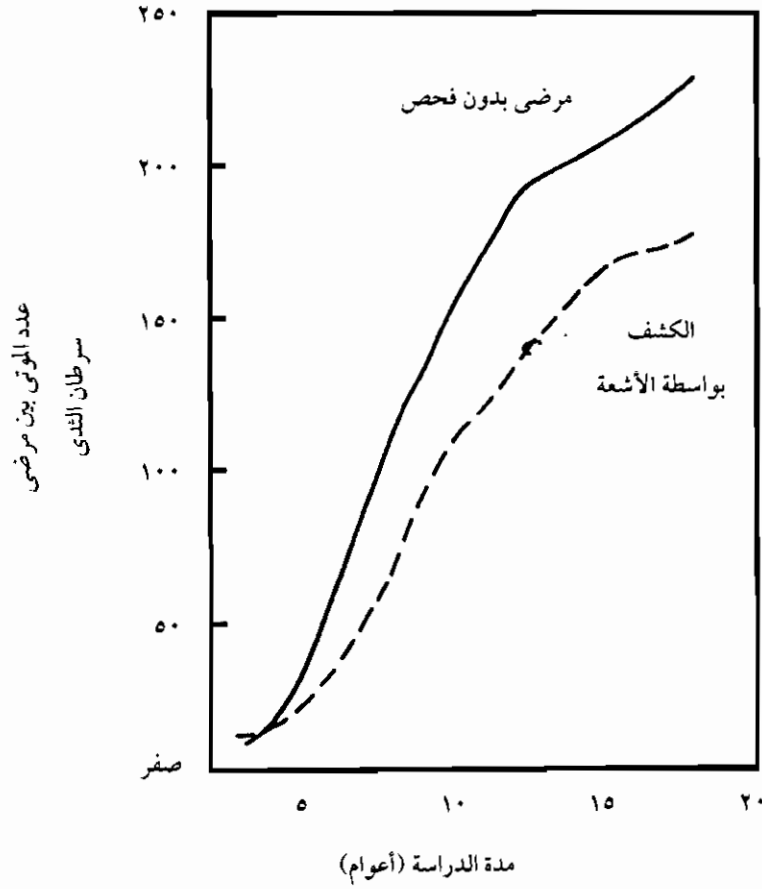 ٢٥٠
مرضى بدون فحص
٢٠٠
١٥٠
الكشف
بواسطة الأشعة
عدد الموتى بين مرضى
سرطان الثدى
١٠٠
٥٠
صفر
٥
١٠
١٥
٢٠
مدة الدراسة (أعوام)